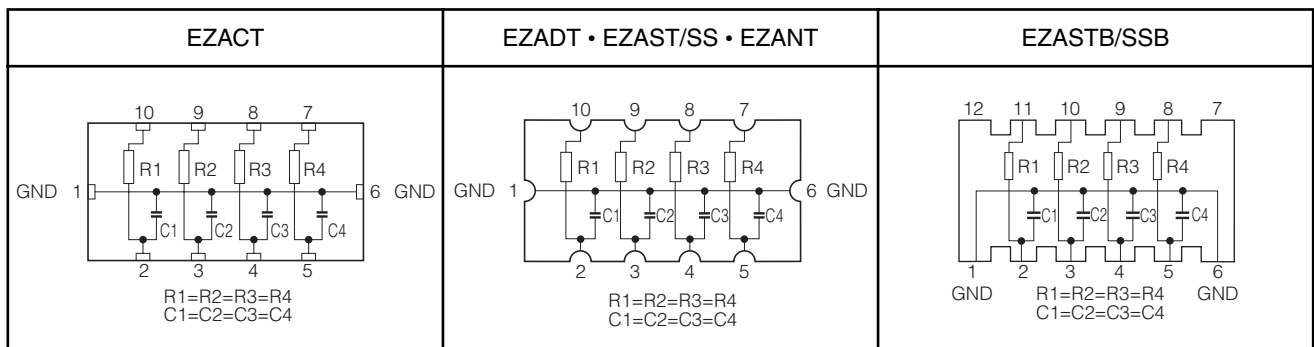 EZACT
EZADT • EZAST/SS • EZANT
EZASTB/SSB
10 9 8 7
R1 R2 R3 R4
GND 1 6 GND
C1 C2 C3 C4
2 3 4 5
R1=R2=R3=R4
C1=C2=C3=C4
10 9 8 7
R1 R2 R3 R4
GND 1 6 GND
C1 C2 C3 C4
2 3 4 5
R1=R2=R3=R4
C1=C2=C3=C4
12 11 10 9 8 7
R1 R2 R3 R4
C1 C2 C3 C4
1 2 3 4 5 6
GND R1=R2=R3=R4 GND
C1=C2=C3=C4